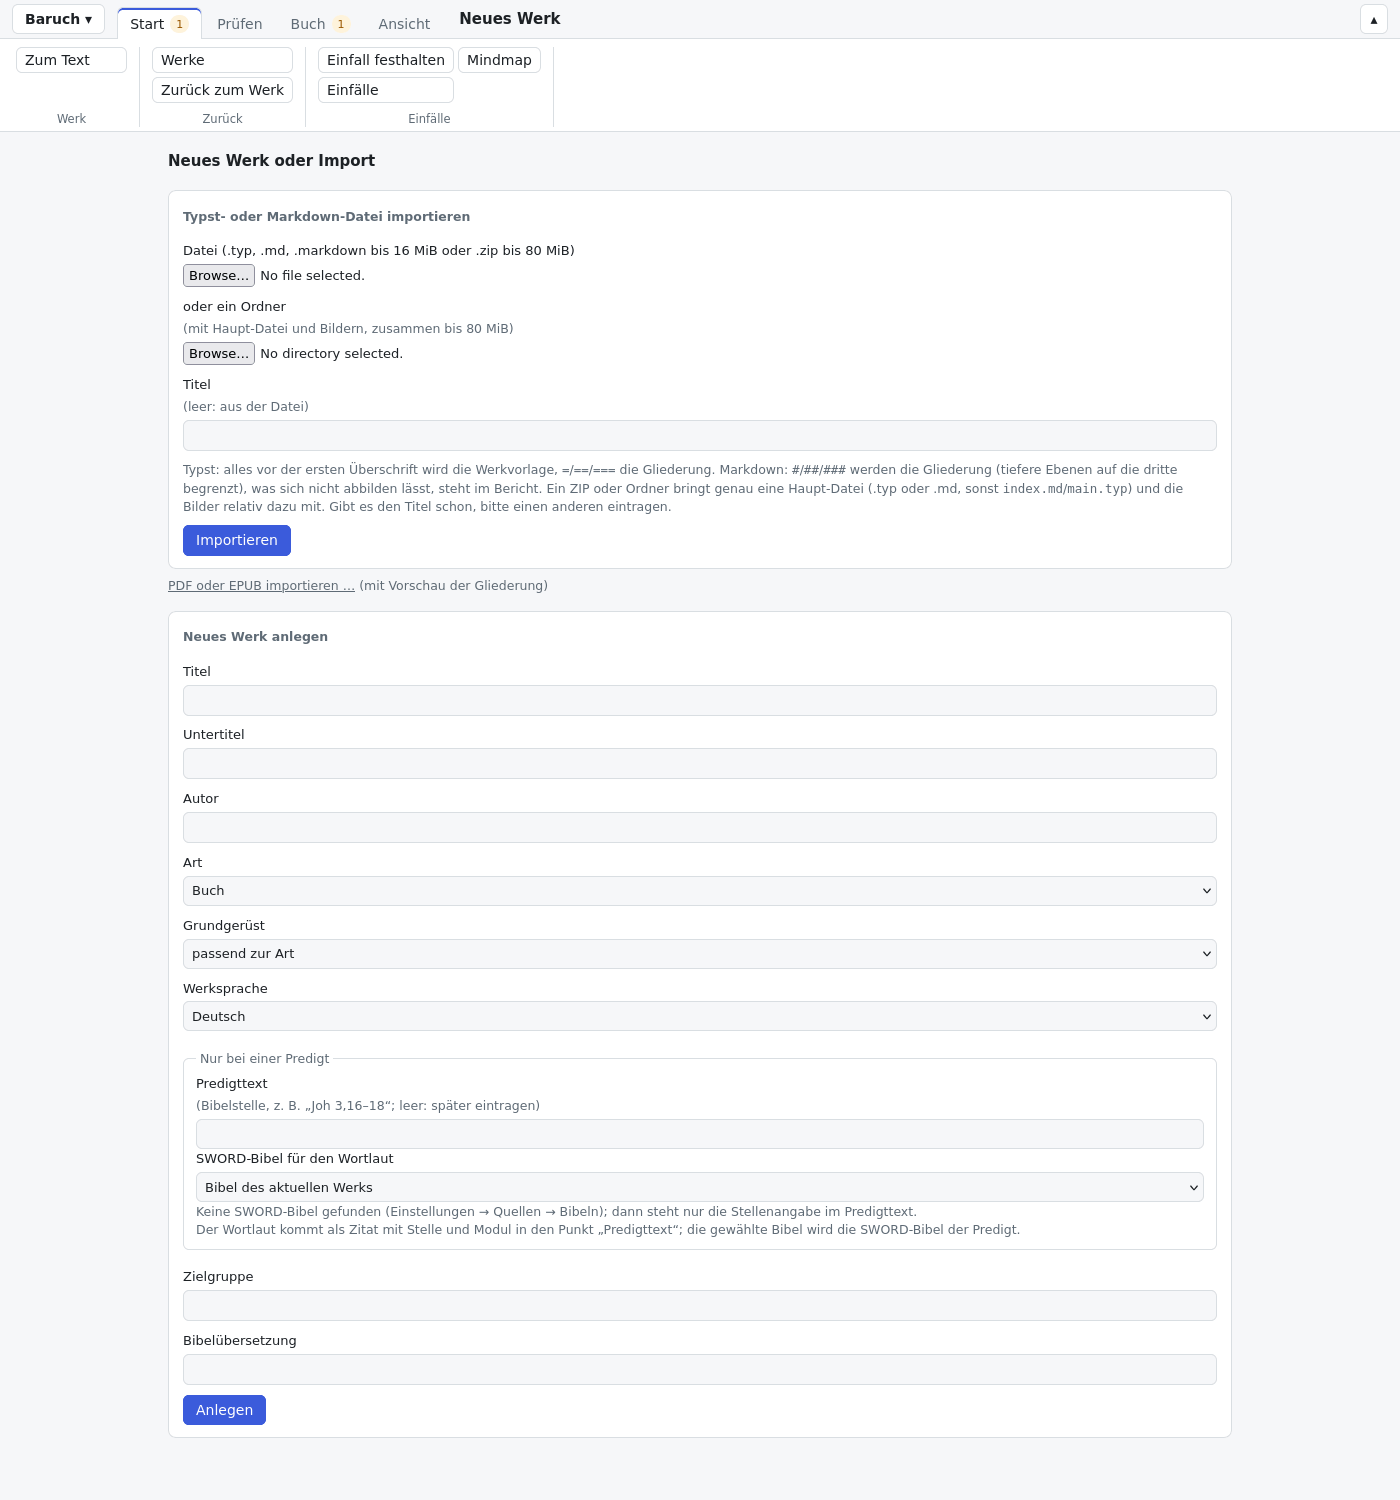 Baruch ▾ Start 1 Prüfen Buch 1 Ansicht Neues Werk ▴
Zum Text
Werk
Werke
Zurück zum Werk
Zurück
Einfall festhalten Mindmap
Einfälle
Einfälle
Neues Werk oder Import
Typst- oder Markdown-Datei importieren
Datei (.typ, .md, .markdown bis 16 MiB oder .zip bis 80 MiB)
Browse… No file selected.
oder ein Ordner
(mit Haupt-Datei und Bildern, zusammen bis 80 MiB)
Browse… No directory selected.
Titel
(leer: aus der Datei)
Typst: alles vor der ersten Überschrift wird die Werkvorlage, =/==/=== die Gliederung. Markdown: #/##/### werden die Gliederung (tiefere Ebenen auf die dritte
begrenzt), was sich nicht abbilden lässt, steht im Bericht. Ein ZIP oder Ordner bringt genau eine Haupt-Datei (.typ oder .md, sonst index.md/main.typ) und die
Bilder relativ dazu mit. Gibt es den Titel schon, bitte einen anderen eintragen.
Importieren
PDF oder EPUB importieren … (mit Vorschau der Gliederung)
Neues Werk anlegen
Titel
Untertitel
Autor
Art
Buch
Grundgerüst
passend zur Art
Werksprache
Deutsch
Nur bei einer Predigt
Predigttext
(Bibelstelle, z. B. „Joh 3,16–18“; leer: später eintragen)
SWORD-Bibel für den Wortlaut
Bibel des aktuellen Werks
Keine SWORD-Bibel gefunden (Einstellungen → Quellen → Bibeln); dann steht nur die Stellenangabe im Predigttext.
Der Wortlaut kommt als Zitat mit Stelle und Modul in den Punkt „Predigttext“; die gewählte Bibel wird die SWORD-Bibel der Predigt.
Zielgruppe
Bibelübersetzung
Anlegen